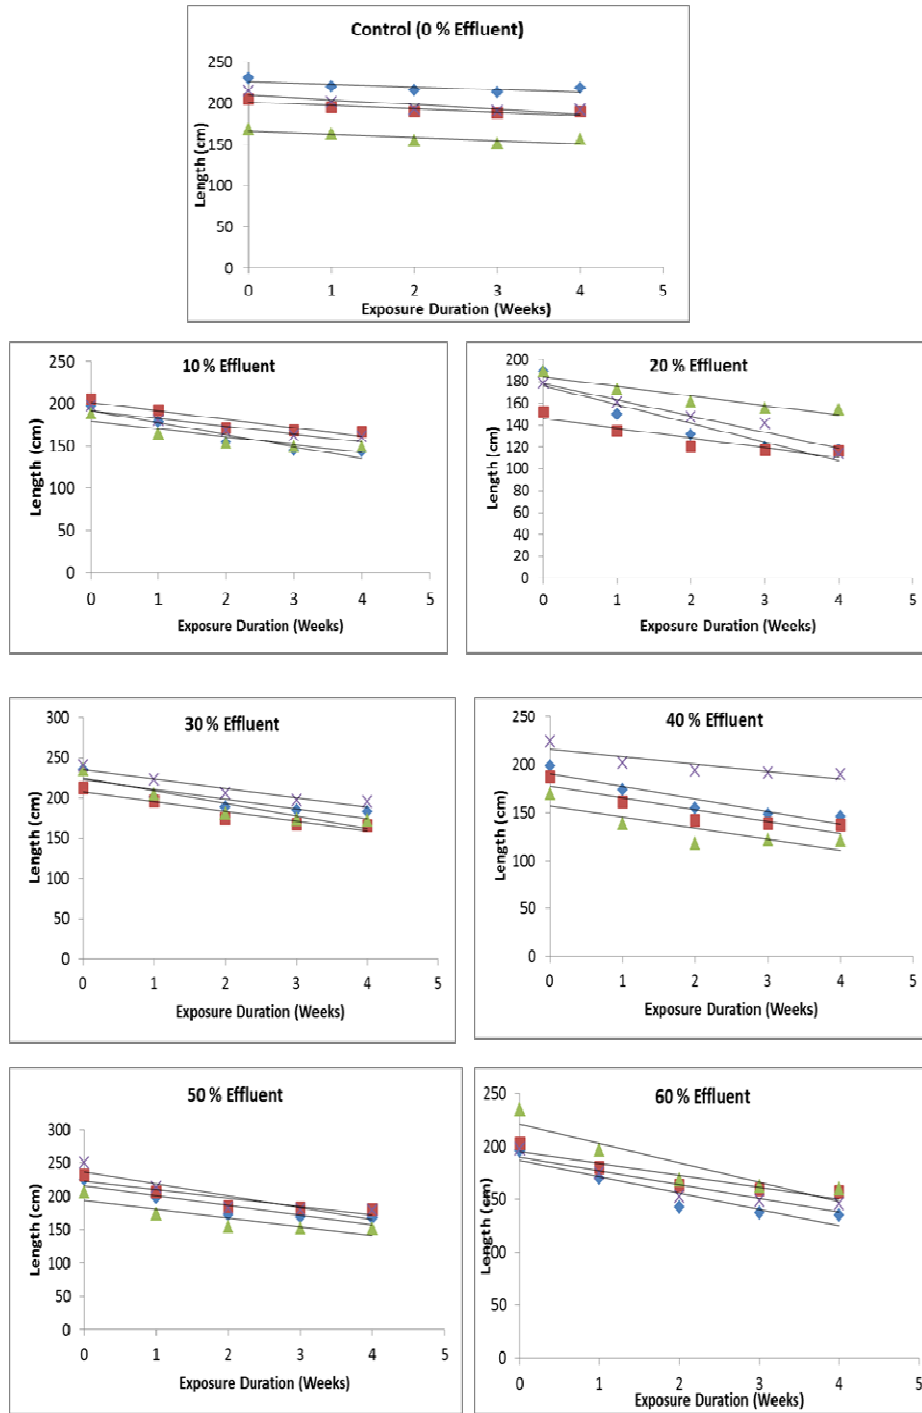 Control (0 % Effluent)
250
200
150
100
50
0
Length (cm)
0 1 2 3 4 5
Exposure Duration (Weeks)
10 % Effluent
250
200
150
100
50
0
Length (cm)
0 1 2 3 4 5
Exposure Duration (Weeks)
20 % Effluent
200
180
160
140
120
100
80
60
40
20
0
Length (cm)
0 1 2 3 4 5
Exposure Duration (Weeks)
30 % Effluent
300
250
200
150
100
50
0
Length (cm)
0 1 2 3 4 5
Exposure Duration (Weeks)
40 % Effluent
250
200
150
100
50
0
Length (cm)
0 1 2 3 4 5
Exposure Duration (Weeks)
50 % Effluent
300
250
200
150
100
50
0
Length (cm)
0 1 2 3 4 5
Exposure Duration (Weeks)
60 % Effluent
250
200
150
100
50
0
Length (cm)
0 1 2 3 4 5
Exposure Duration (Weeks)